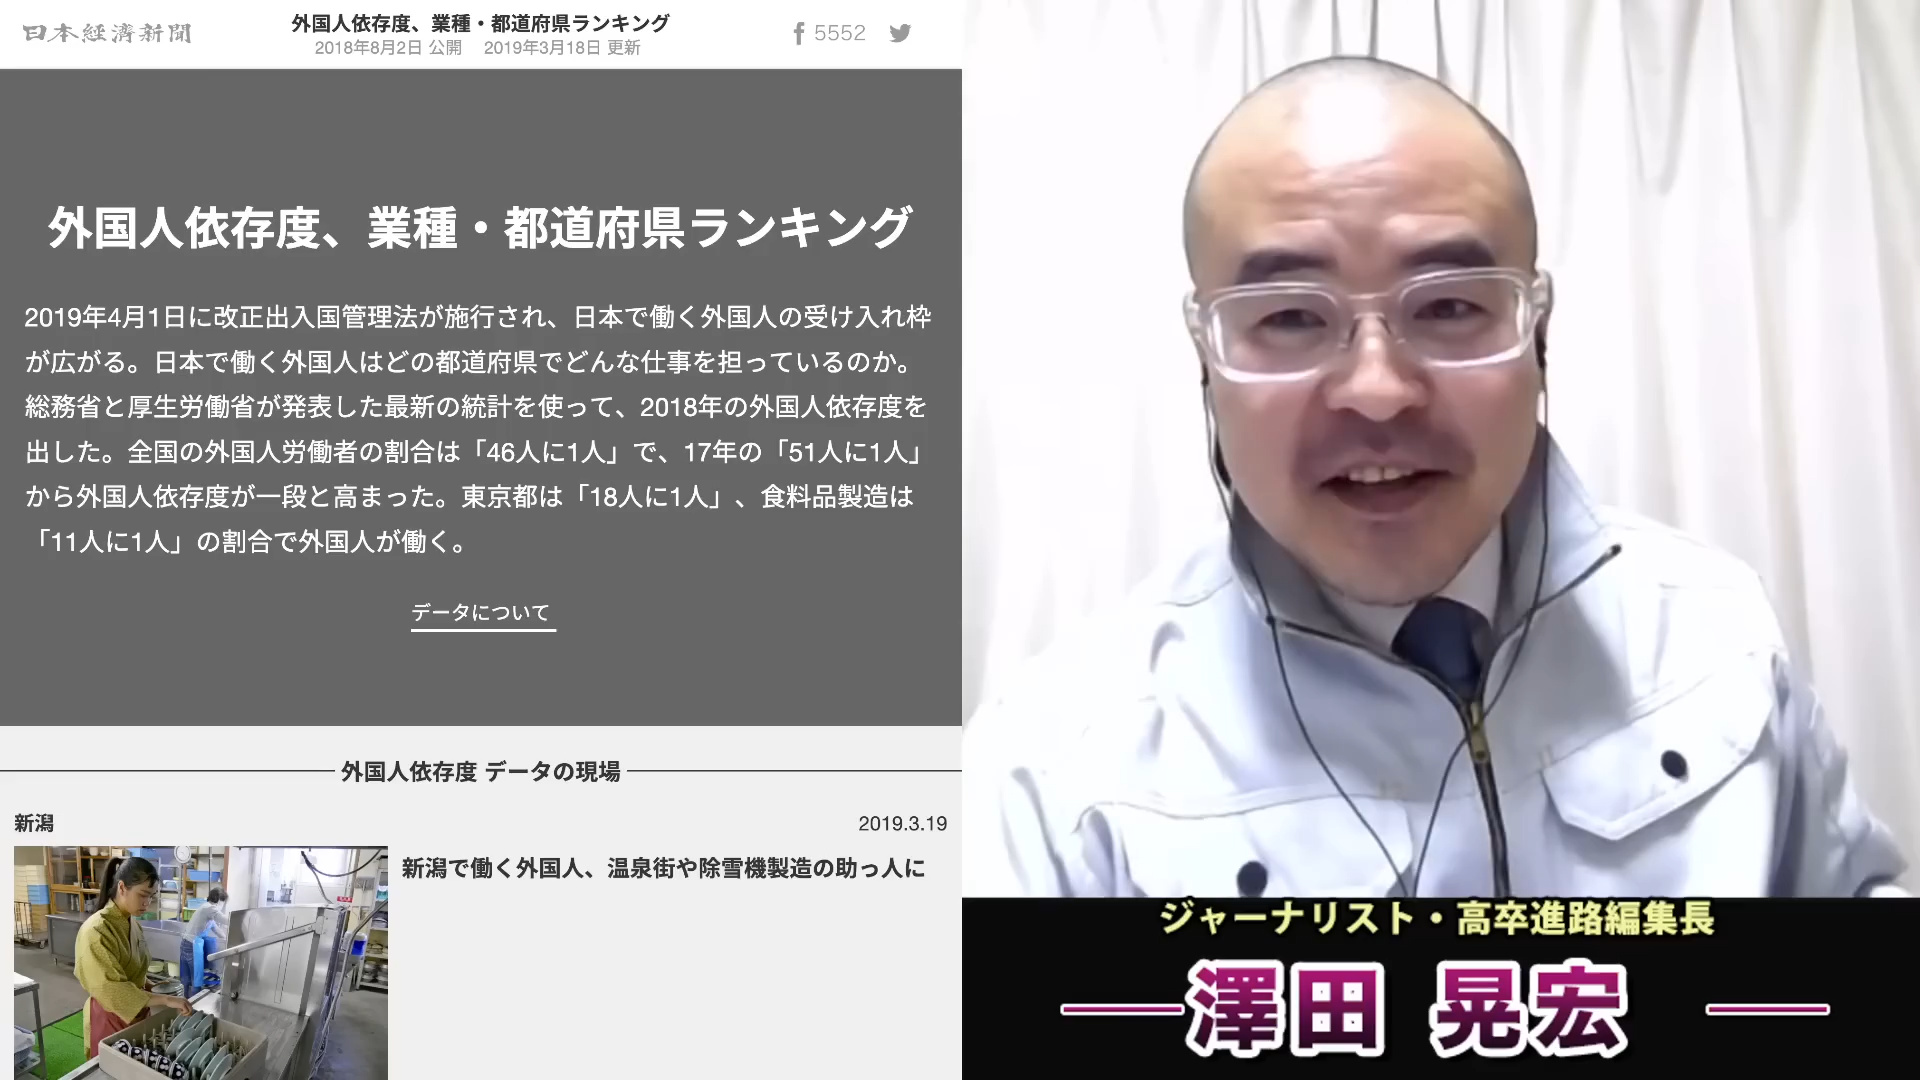 日本経済新聞
外国人依存度、業種・都道府県ランキング
2018年8月2日 公開　2019年3月18日 更新
5552
外国人依存度、業種・都道府県ランキング
2019年4月1日に改正出入国管理法が施行され、日本で働く外国人の受け入れ枠
が広がる。日本で働く外国人はどの都道府県でどんな仕事を担っているのか。
総務省と厚生労働省が発表した最新の統計を使って、2018年の外国人依存度を
出した。全国の外国人労働者の割合は「46人に1人」で、17年の「51人に1人」
から外国人依存度が一段と高まった。東京都は「18人に1人」、食料品製造は
「11人に1人」の割合で外国人が働く。
データについて
外国人依存度 データの現場
新潟
2019.3.19
新潟で働く外国人、温泉街や除雪機製造の助っ人に
ジャーナリスト・高卒進路編集長
澤田 晃宏